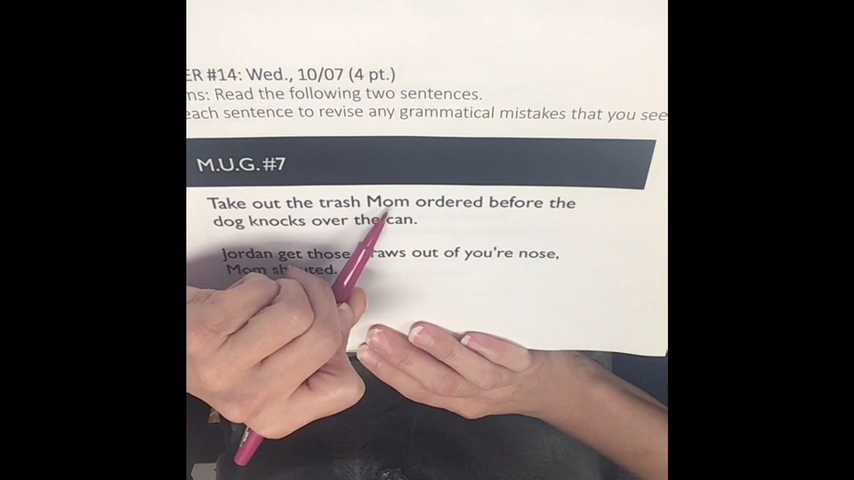 ER #14: Wed., 10/07 (4 pt.)
ns: Read the following two sentences.
each sentence to revise any grammatical mistakes that you see
M.U.G. #7
Take out the trash Mom ordered before the
dog knocks over the can.
Jordan get those out of you're nose,
Mom